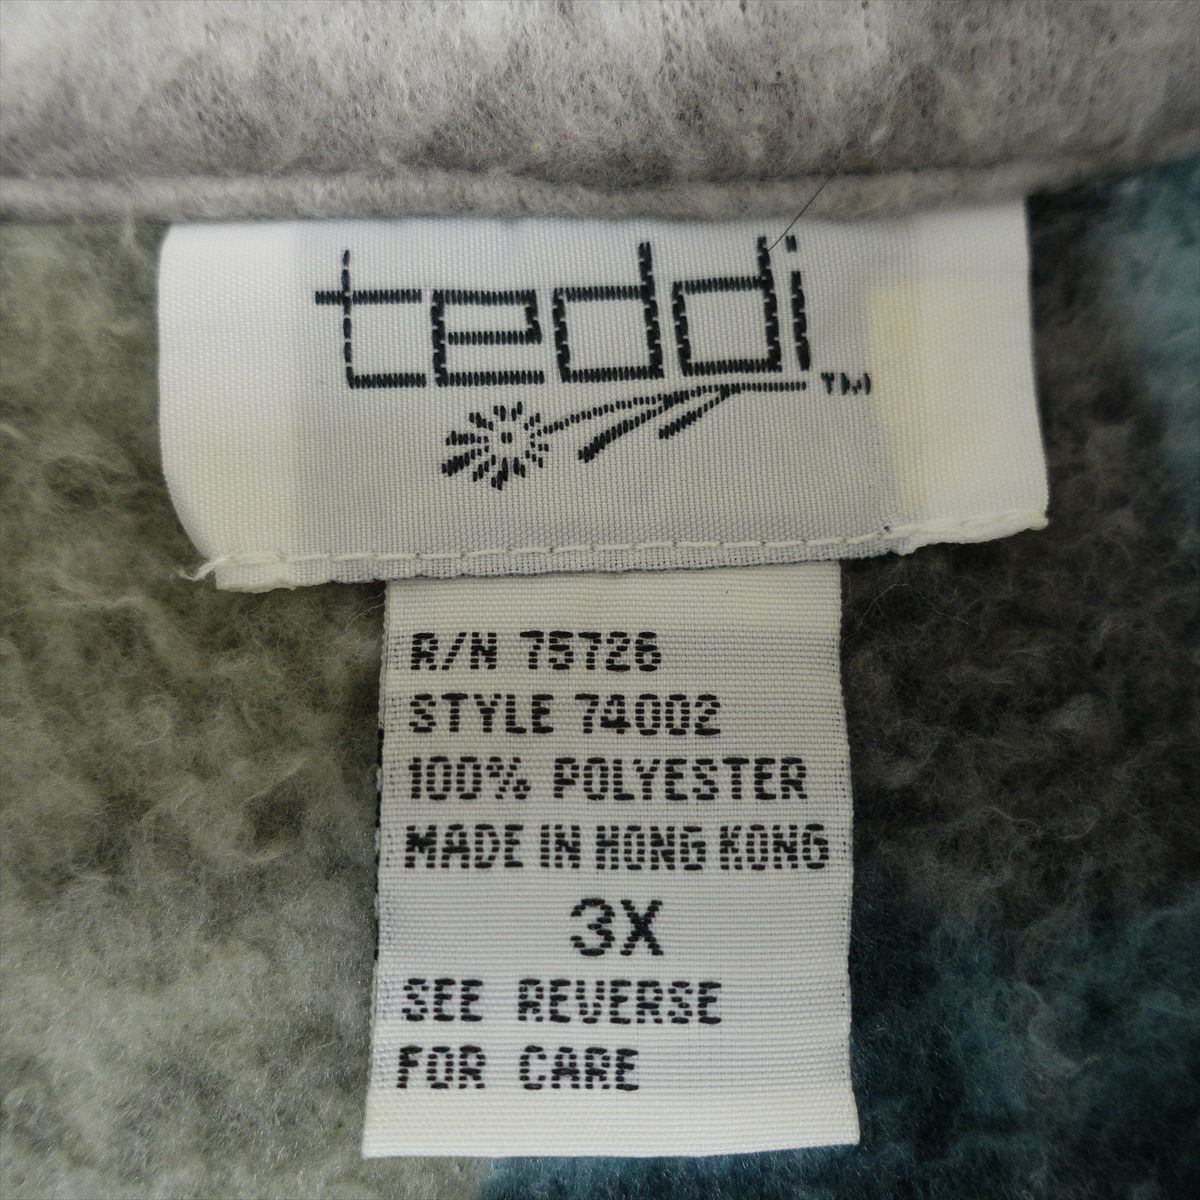 teddi TM
R/N 75726
STYLE 74002
100% POLYESTER
MADE IN HONG KONG
3X
SEE REVERSE
FOR CARE